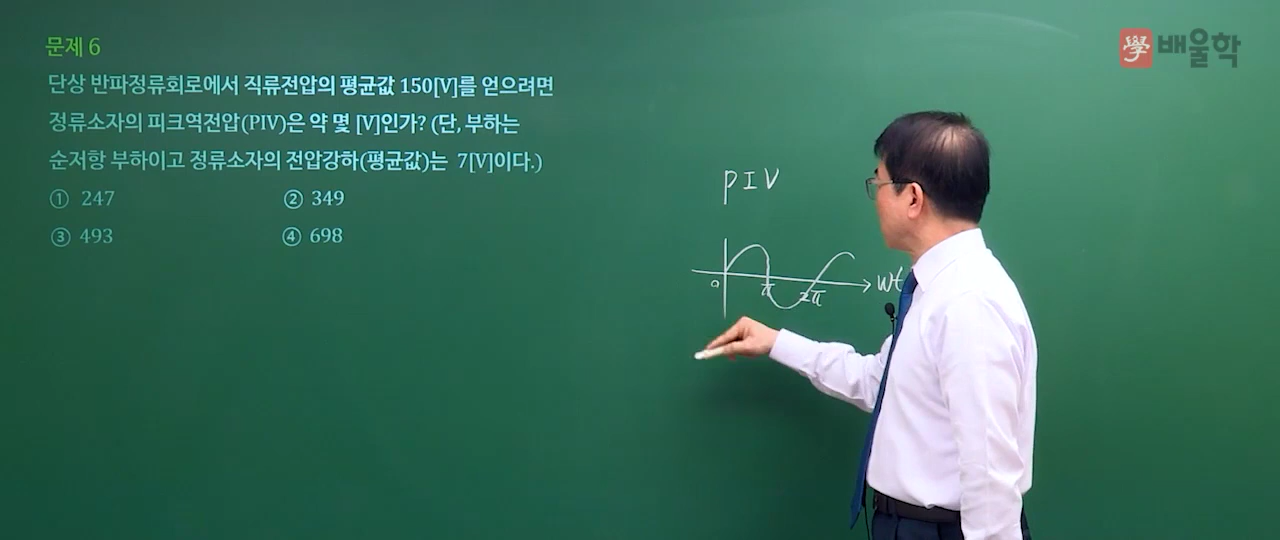 문제 6
단상 반파정류회로에서 직류전압의 평균값 150[V]를 얻으려면
정류소자의 피크역전압(PIV)은 약 몇 [V]인가? (단, 부하는
순저항 부하이고 정류소자의 전압강하(평균값)는 7[V]이다.)
① 247 ② 349
③ 493 ④ 698
學 배울학
PIV
0 π 2π wt